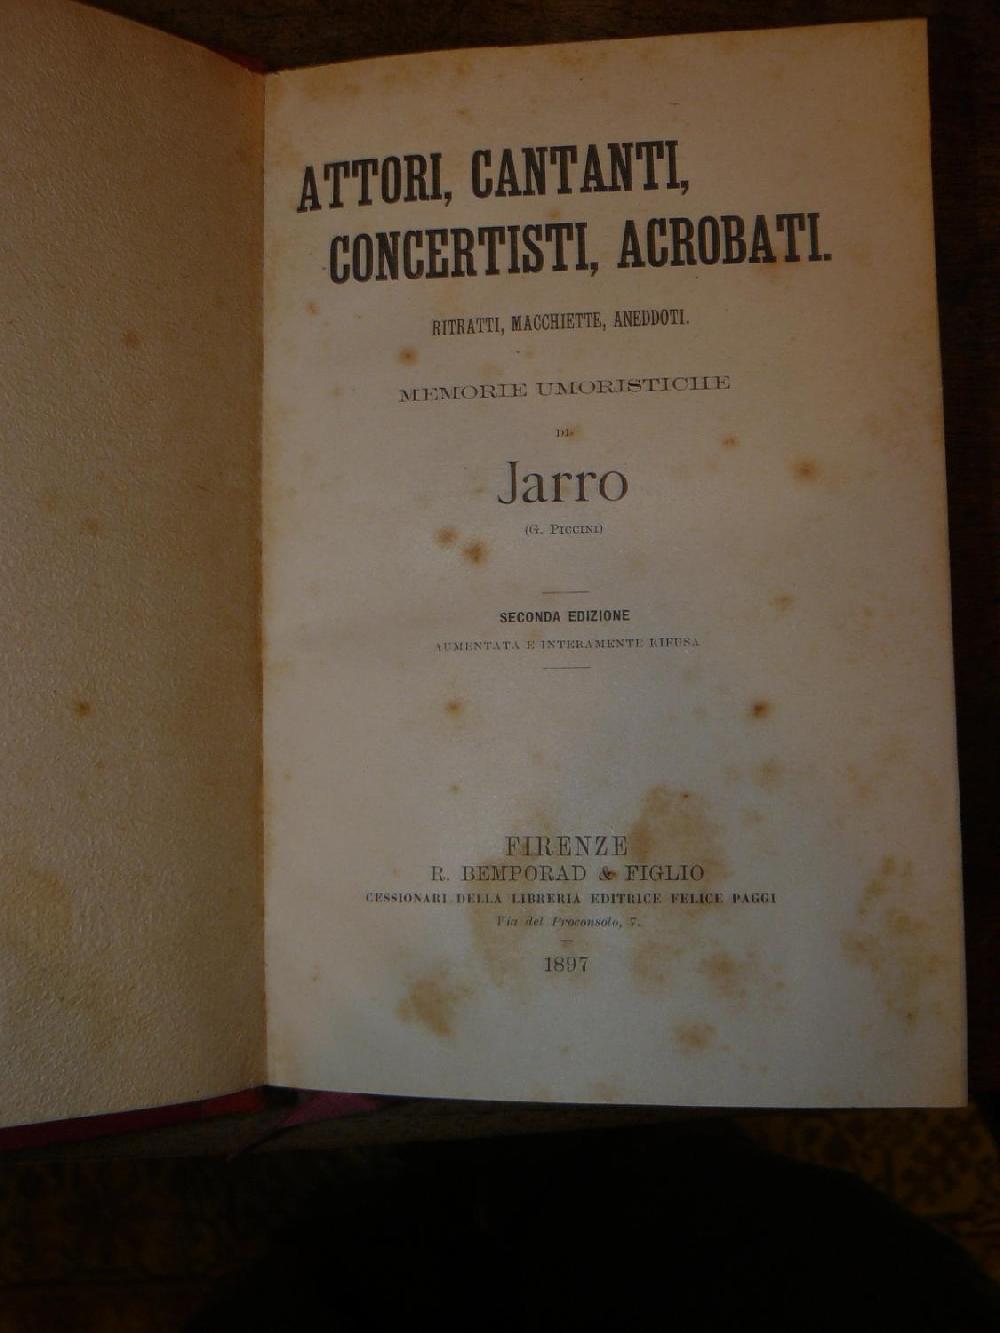 ATTORI, CANTANTI,
CONCERTISTI, ACROBATI.
RITRATTI, MACCHIETTE, ANEDDOTI.
MEMORIE UMORISTICHE
DI
Jarro
(G. PICCINI)
SECONDA EDIZIONE
AUMENTATA E INTERAMENTE RIFUSA
FIRENZE
R. BEMPORAD & FIGLIO
CESSIONARI DELLA LIBRERIA EDITRICE FELICE PAGGI
Via del Proconsolo, 7.
1897